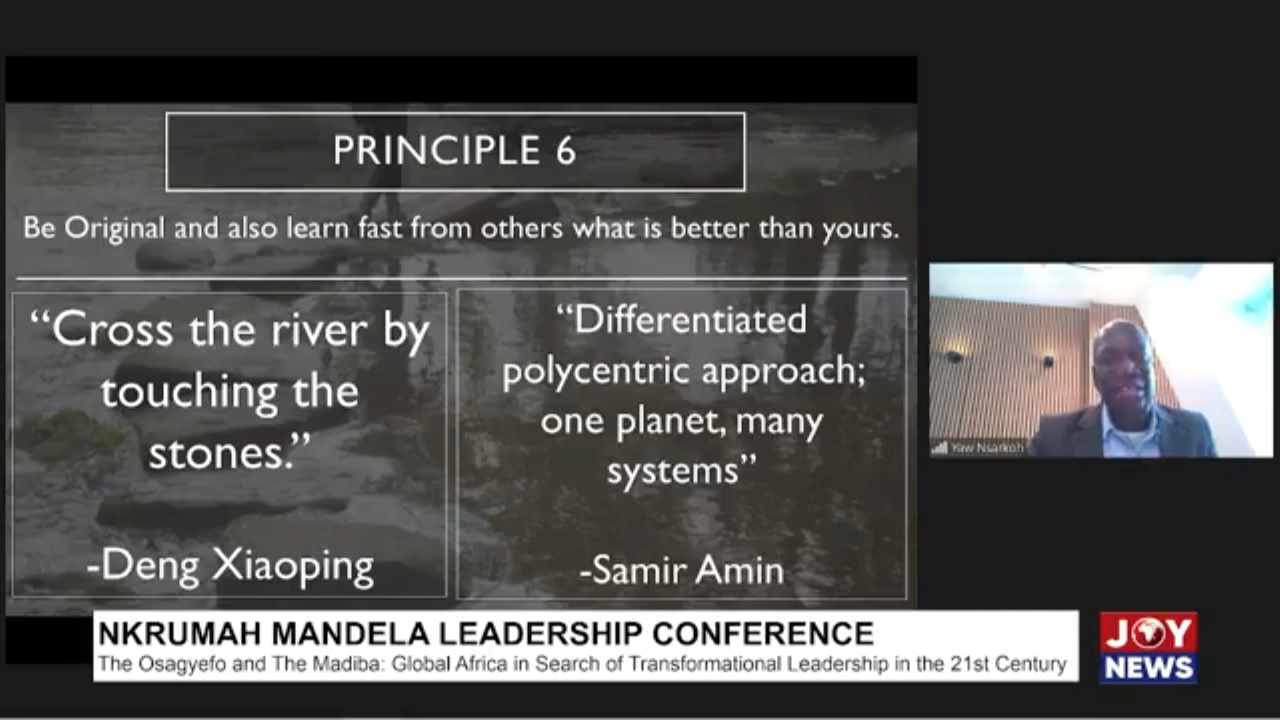 PRINCIPLE 6
Be Original and also learn fast from others what is better than yours.
“Cross the river by
touching the
stones.”
-Deng Xiaoping
“Differentiated
polycentric approach;
one planet, many
systems”
-Samir Amin
Yaw Nsarkoh
NKRUMAH MANDELA LEADERSHIP CONFERENCE
The Osagyefo and The Madiba: Global Africa in Search of Transformational Leadership in the 21st Century
JOY
NEWS